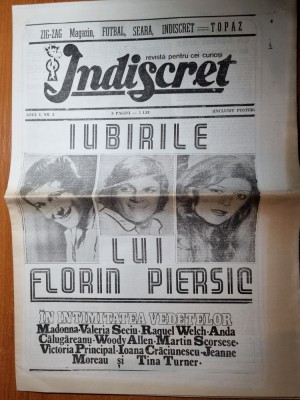 ZIG-ZAG Magazin, FOTBAL, SEARA, INDISCRET — TOPAZ
revistă pentru cei curioși
Indiscret
ANUL I NR. 2 8 PAGINI — 5 LEI EXCLUSIV PENTRU
IUBIRILE
LUI
FLORIN PIERSIC
ÎN INTIMITATEA VEDETELOR
Madonna-Valeria Seciu-Raquel Welch-Anda
Călugăreanu-Woody Allen-Martin Scorsese-
Victoria Principal-Ioana Crăciunescu-Jeanne
Moreau și Tina Turner-